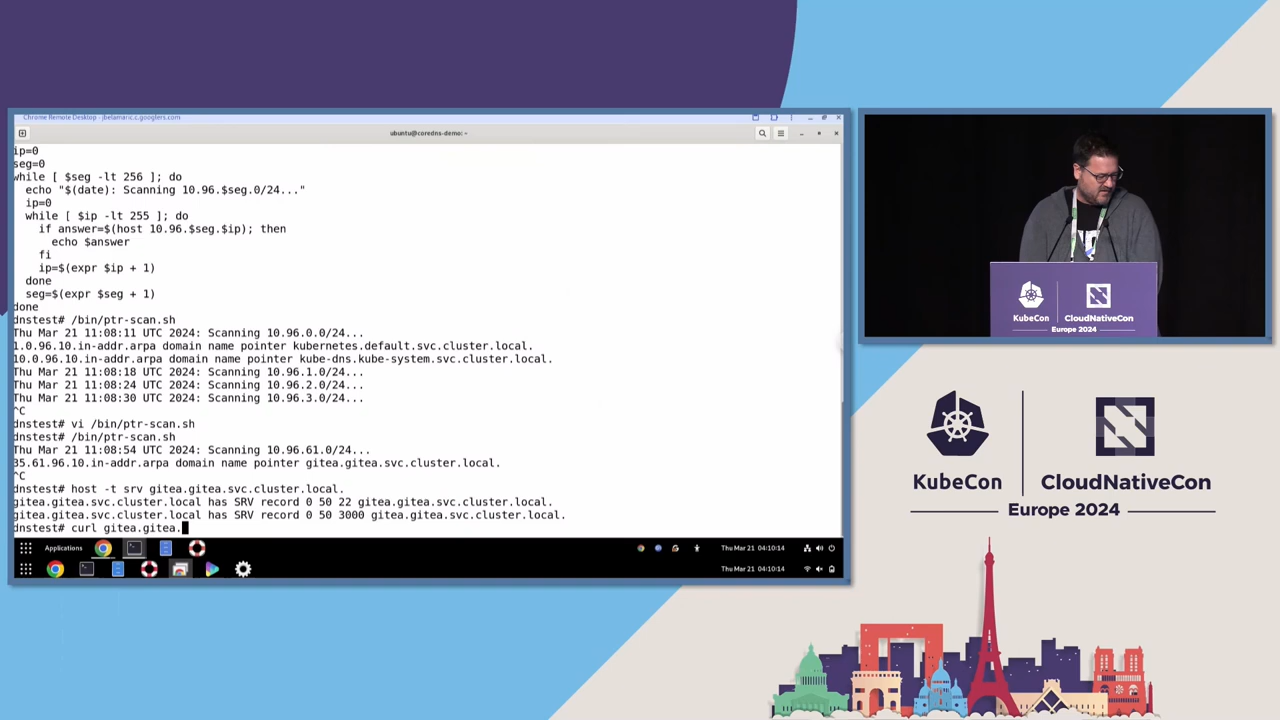 Chrome Remote Desktop - jbelamaric.c.googlers.com
ubuntu@coredns-demo: ~
ip=0
seg=0
while [ $seg -lt 256 ]; do
  echo "$(date): Scanning 10.96.$seg.0/24..."
  ip=0
  while [ $ip -lt 255 ]; do
    if answer=$(host 10.96.$seg.$ip); then
      echo $answer
    fi
    ip=$(expr $ip + 1)
  done
  seg=$(expr $seg + 1)
done
dnstest# /bin/ptr-scan.sh
Thu Mar 21 11:08:11 UTC 2024: Scanning 10.96.0.0/24...
1.0.96.10.in-addr.arpa domain name pointer kubernetes.default.svc.cluster.local.
10.0.96.10.in-addr.arpa domain name pointer kube-dns.kube-system.svc.cluster.local.
Thu Mar 21 11:08:18 UTC 2024: Scanning 10.96.1.0/24...
Thu Mar 21 11:08:24 UTC 2024: Scanning 10.96.2.0/24...
Thu Mar 21 11:08:30 UTC 2024: Scanning 10.96.3.0/24...
^C
dnstest# vi /bin/ptr-scan.sh
dnstest# /bin/ptr-scan.sh
Thu Mar 21 11:08:54 UTC 2024: Scanning 10.96.61.0/24...
35.61.96.10.in-addr.arpa domain name pointer gitea.gitea.svc.cluster.local.
^C
dnstest# host -t srv gitea.gitea.svc.cluster.local.
gitea.gitea.svc.cluster.local has SRV record 0 50 22 gitea.gitea.svc.cluster.local.
gitea.gitea.svc.cluster.local has SRV record 0 50 3000 gitea.gitea.svc.cluster.local.
dnstest# curl gitea.gitea.
Applications
Thu Mar 21 04:10:14
Thu Mar 21 04:10:14
KubeCon
CloudNativeCon
Europe 2024
KubeCon
CloudNativeCon
Europe 2024